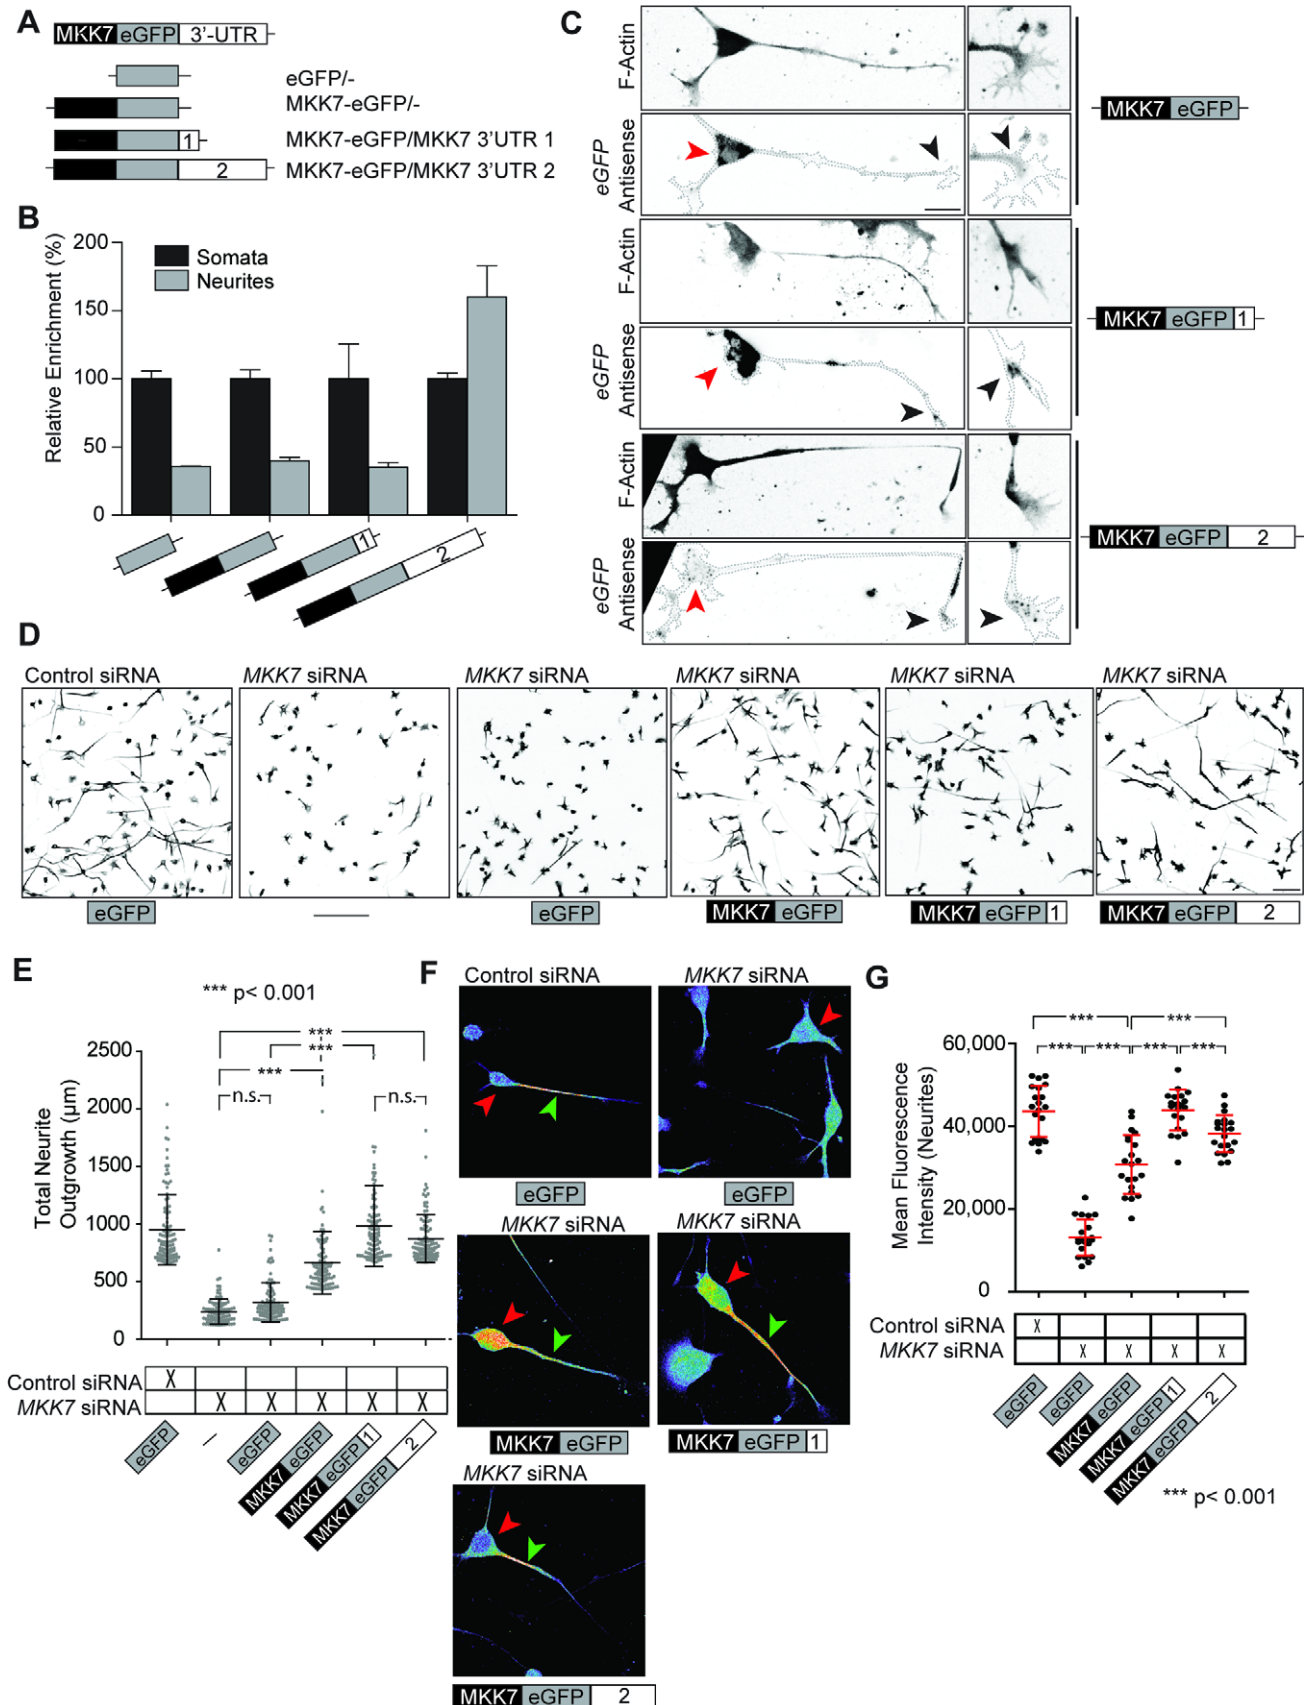 A
MKK7 eGFP 3'-UTR
eGFP/-
MKK7-eGFP/-
1 MKK7-eGFP/MKK7 3'UTR 1
2 MKK7-eGFP/MKK7 3'UTR 2
B
Relative Enrichment (%)
200
150
100
50
0
Somata
Neurites
1
2
C
F-Actin
eGFP
Antisense
MKK7 eGFP
F-Actin
eGFP
Antisense
MKK7 eGFP 1
F-Actin
eGFP
Antisense
MKK7 eGFP 2
D
Control siRNA
MKK7 siRNA
MKK7 siRNA
MKK7 siRNA
MKK7 siRNA
MKK7 siRNA
eGFP
eGFP
MKK7 eGFP
MKK7 eGFP 1
MKK7 eGFP 2
E
*** p< 0.001
Total Neurite
Outgrowth (µm)
2500
2000
1500
1000
500
0
***
***
***
n.s.
n.s.
Control siRNA X
MKK7 siRNA X X X X X
eGFP
eGFP
MKK7 eGFP
MKK7 eGFP 1
MKK7 eGFP 2
F
Control siRNA
MKK7 siRNA
eGFP
eGFP
MKK7 siRNA
MKK7 siRNA
MKK7 eGFP
MKK7 eGFP 1
MKK7 siRNA
MKK7 eGFP 2
G
Mean Fluorescence
Intensity (Neurites)
60,000
40,000
20,000
0
*** ***
*** *** *** ***
Control siRNA X
MKK7 siRNA X X X X
eGFP
eGFP
MKK7 eGFP
MKK7 eGFP 1
MKK7 eGFP 2
*** p< 0.001